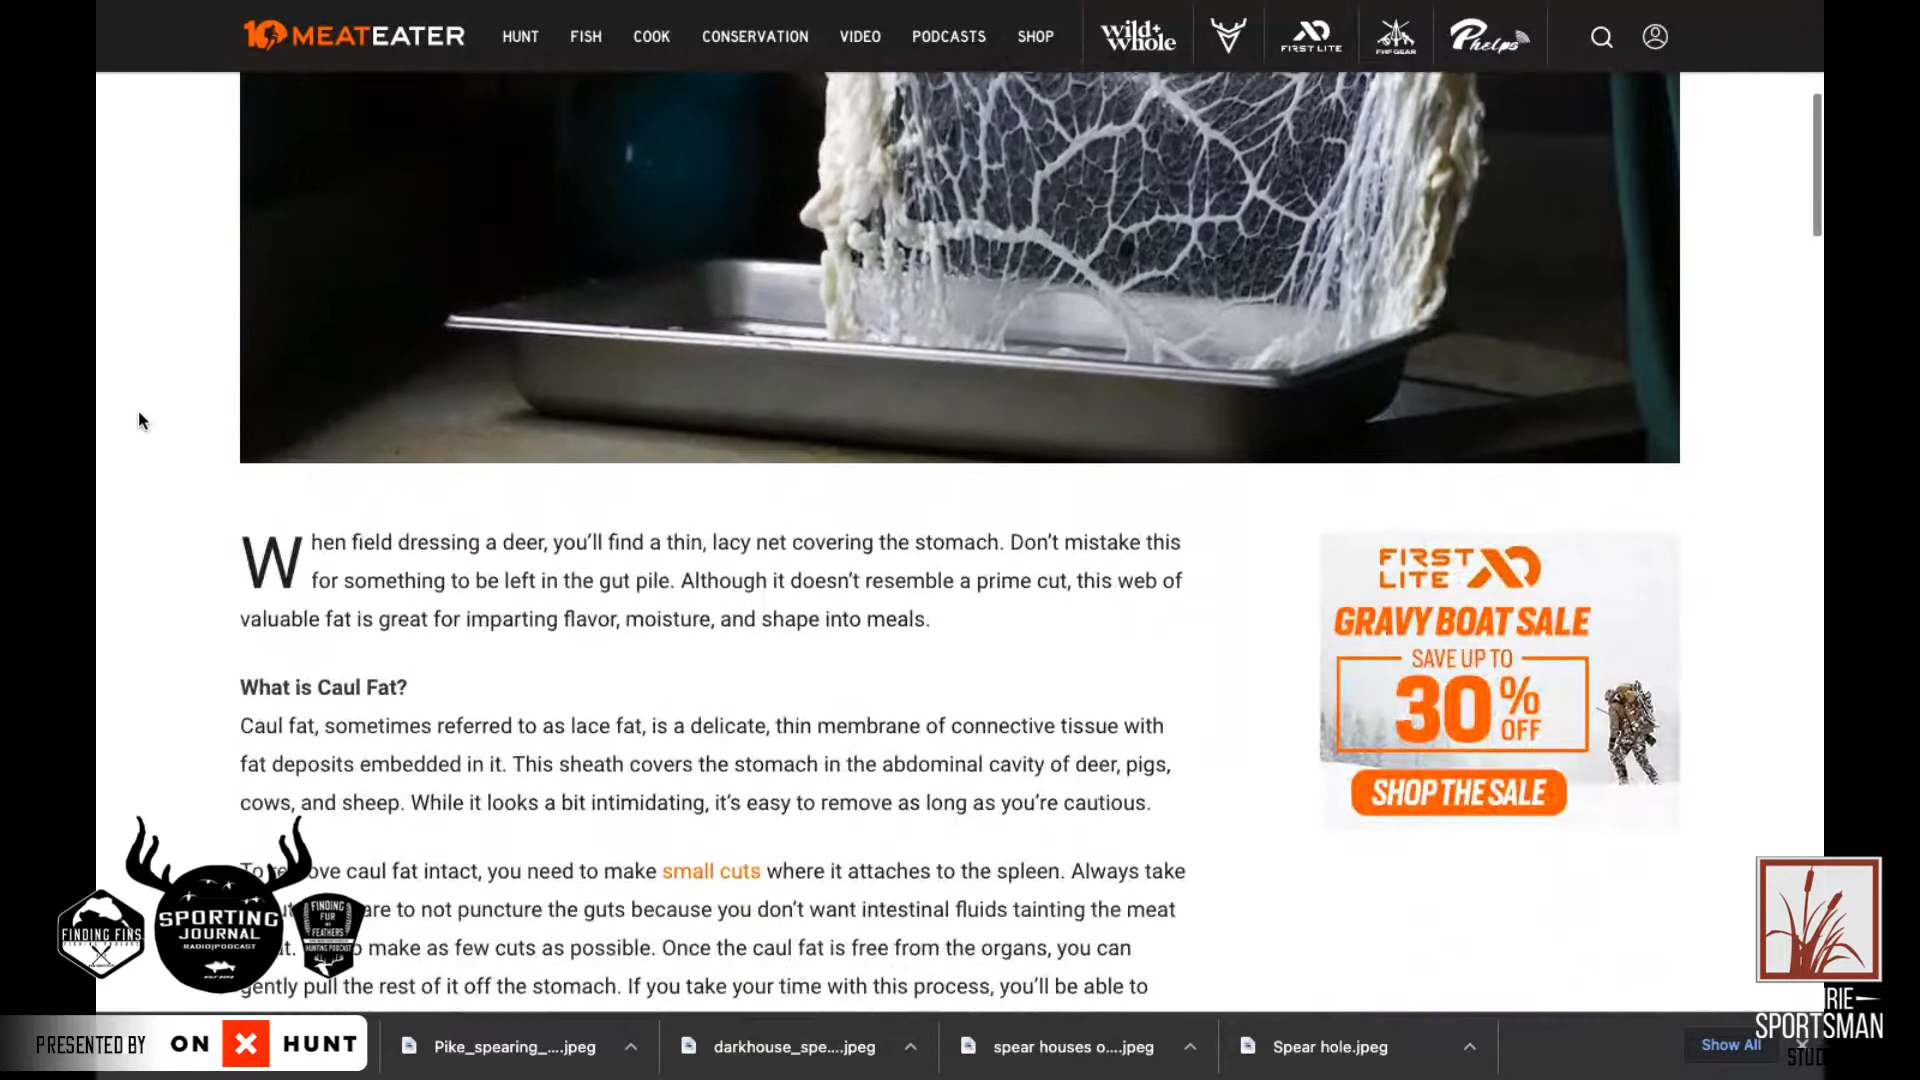 10 MEATEATER HUNT FISH COOK CONSERVATION VIDEO PODCASTS SHOP wild+whole FIRST LITE FHF GEAR Phelps
When field dressing a deer, you’ll find a thin, lacy net covering the stomach. Don’t mistake this
for something to be left in the gut pile. Although it doesn’t resemble a prime cut, this web of
valuable fat is great for imparting flavor, moisture, and shape into meals.
FIRST
LITE
GRAVY BOAT SALE
SAVE UP TO
30% OFF
SHOP THE SALE
What is Caul Fat?
Caul fat, sometimes referred to as lace fat, is a delicate, thin membrane of connective tissue with
fat deposits embedded in it. This sheath covers the stomach in the abdominal cavity of deer, pigs,
cows, and sheep. While it looks a bit intimidating, it’s easy to remove as long as you’re cautious.
To caul fat intact, you need to make small cuts where it attaches to the spleen. Always take
to not puncture the guts because you don’t want intestinal fluids tainting the meat
make as few cuts as possible. Once the caul fat is free from the organs, you can
gently pull the rest of it off the stomach. If you take your time with this process, you’ll be able to
FINDING FINS
SPORTING
JOURNAL
RADIO|PODCAST
FINDING
FUR
FEATHERS
HUNTING PODCAST
SPORTSMAN
PRESENTED BY ON X HUNT
Pike_spearing_....jpeg
darkhouse_spe....jpeg
spear houses o....jpeg
Spear hole.jpeg
Show All